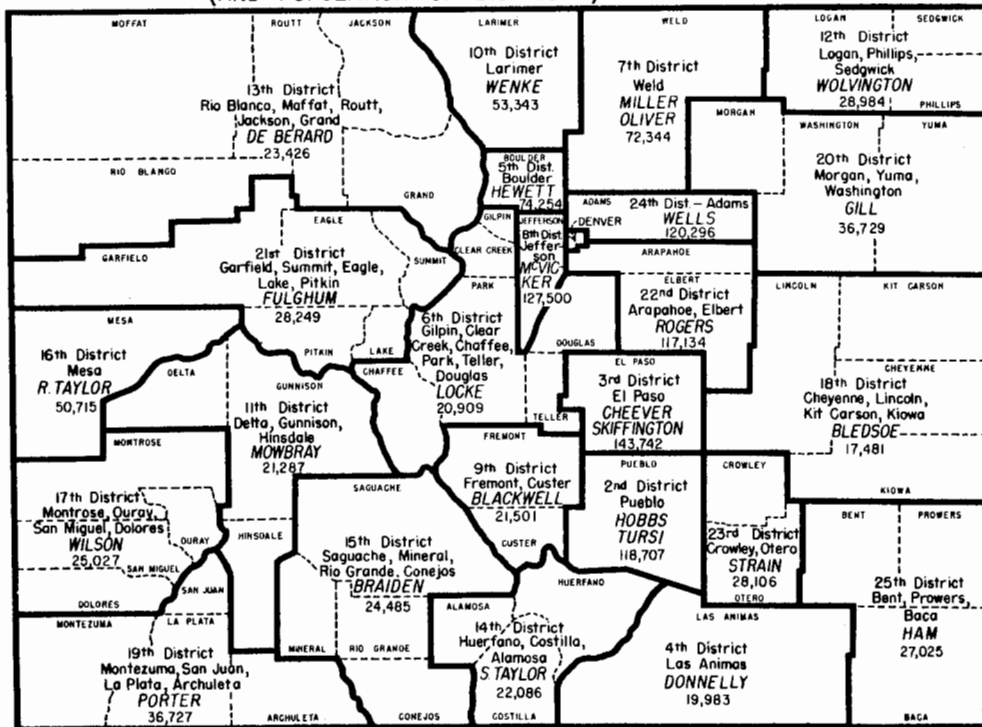 MOFFAT
ROUTT
JACKSON
LARIMER
WELD
LOGAN
SEDGWICK
10th District
Larimer
WENKE
53,343
7th District
Weld
MILLER
OLIVER
72,344
12th District
Logan, Phillips,
Sedgwick
WOLVINGTON
28,984
PHILLIPS
13th District
Rio Blanco, Moffat, Routt,
Jackson, Grand
DE BERARD
23,426
MORGAN
WASHINGTON
YUMA
RIO BLANCO
GRAND
BOULDER
5th Dist.
Boulder
HEWETT
74,254
20th District
Morgan, Yuma,
Washington
GILL
36,729
ADAMS
24th Dist.-Adams
WELLS
120,296
DENVER
GILPIN
JEFFERSON
8th Dist.
Jeffer-
son
McVIC-
KER
127,500
CLEAR CREEK
ARAPAHOE
EAGLE
SUMMIT
GARFIELD
21st District
Garfield, Summit, Eagle,
Lake, Pitkin
FULGHUM
28,249
PARK
ELBERT
22nd District
Arapahoe, Elbert
ROGERS
117,134
LINCOLN
KIT CARSON
MESA
16th District
Mesa
R. TAYLOR
50,715
DELTA
PITKIN
LAKE
CHAFFEE
6th District
Gilpin, Clear
Creek, Chaffee,
Park, Teller,
Douglas
LOCKE
20,909
DOUGLAS
EL PASO
3rd District
El Paso
CHEEVER
SKIFFINGTON
143,742
CHEYENNE
18th District
Cheyenne, Lincoln,
Kit Carson, Kiowa
BLEDSOE
17,481
GUNNISON
11th District
Delta, Gunnison,
Hinsdale
MOWBRAY
21,287
TELLER
MONTROSE
FREMONT
9th District
Fremont, Custer
BLACKWELL
21,501
PUEBLO
2nd District
Pueblo
HOBBS
TURSI
118,707
CROWLEY
KIOWA
17th District
Montrose, Ouray,
San Miguel, Dolores
WILSON
25,027
OURAY
SAN MIGUEL
HINSDALE
SAGUACHE
15th District
Saguache, Mineral,
Rio Grande, Conejos
BRAIDEN
24,485
CUSTER
23rd District
Crowley, Otero
STRAIN
28,106
OTERO
BENT
PROWERS
25th District
Bent, Prowers,
Baca
HAM
27,025
DOLORES
SAN JUAN
HUERFANO
MONTEZUMA
LA PLATA
19th District
Montezuma, San Juan,
La Plata, Archuleta
PORTER
36,727
MINERAL
RIO GRANDE
ALAMOSA
14th District
Huerfano, Costilla,
Alamosa
S. TAYLOR
22,086
LAS ANIMAS
4th District
Las Animas
DONNELLY
19,983
ARCHULETA
CONEJOS
COSTILLA
BACA